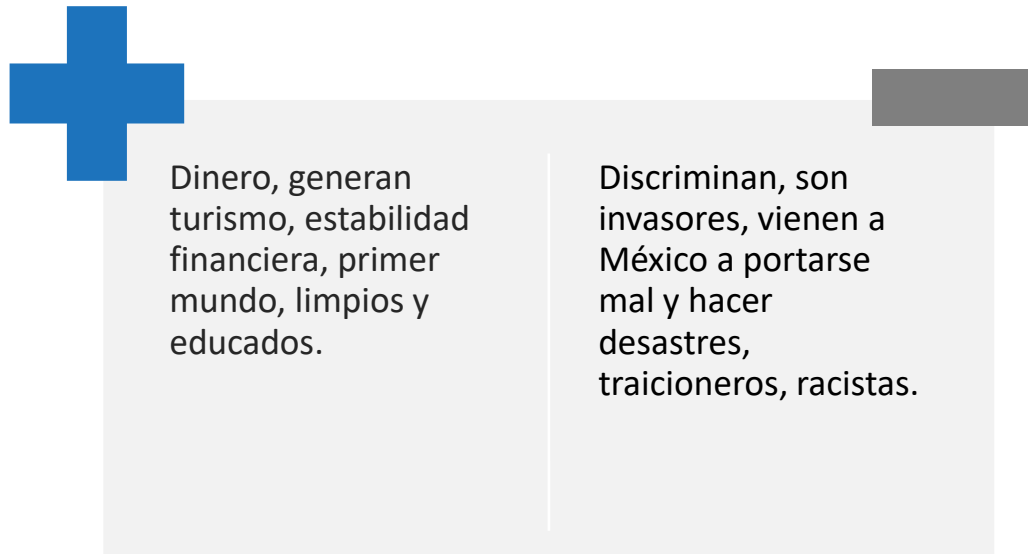 Dinero, generan
turismo, estabilidad
financiera, primer
mundo, limpios y
educados.
Discriminan, son
invasores, vienen a
México a portarse
mal y hacer
desastres,
traicioneros, racistas.